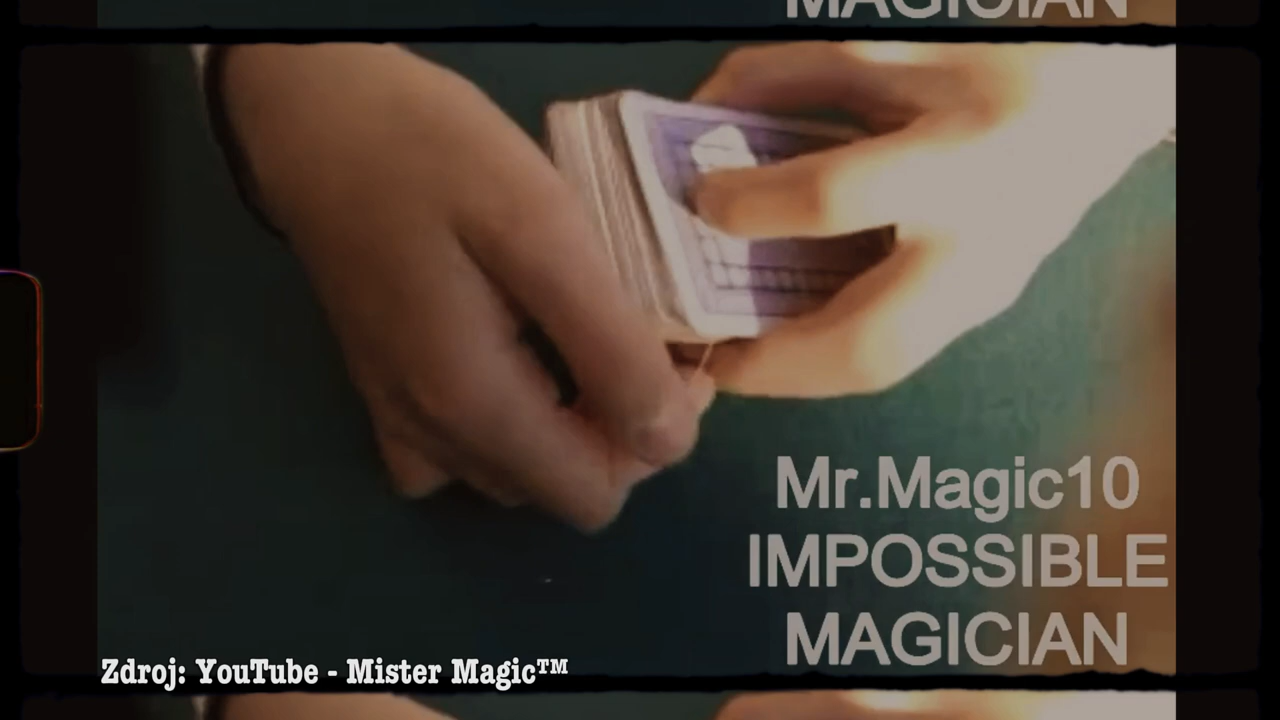 MAGICIAN
Mr.Magic10
IMPOSSIBLE
MAGICIAN
Zdroj: YouTube - Mister Magic™